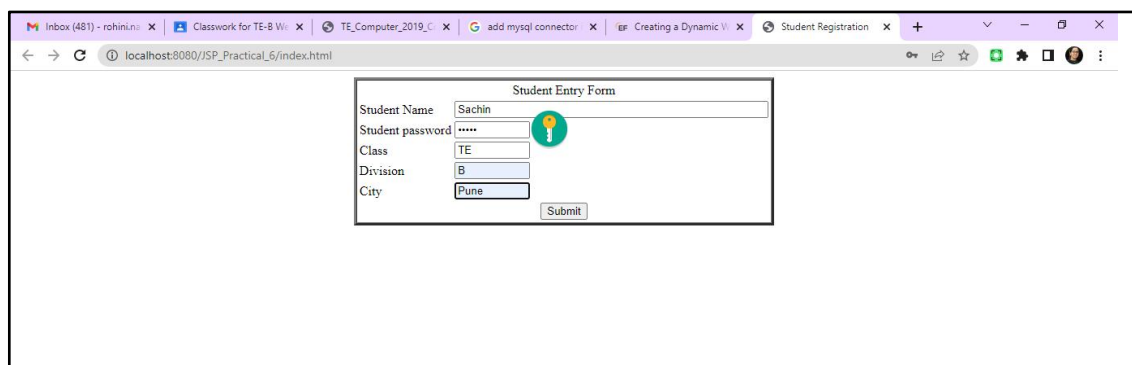 Inbox (481) - rohini.na
Classwork for TE-B We
TE_Computer_2019_C
add mysql connector
Creating a Dynamic W
Student Registration
localhost:8080/JSP_Practical_6/index.html
Student Entry Form
Student Name Sachin
Student password •••••
Class TE
Division B
City Pune
Submit